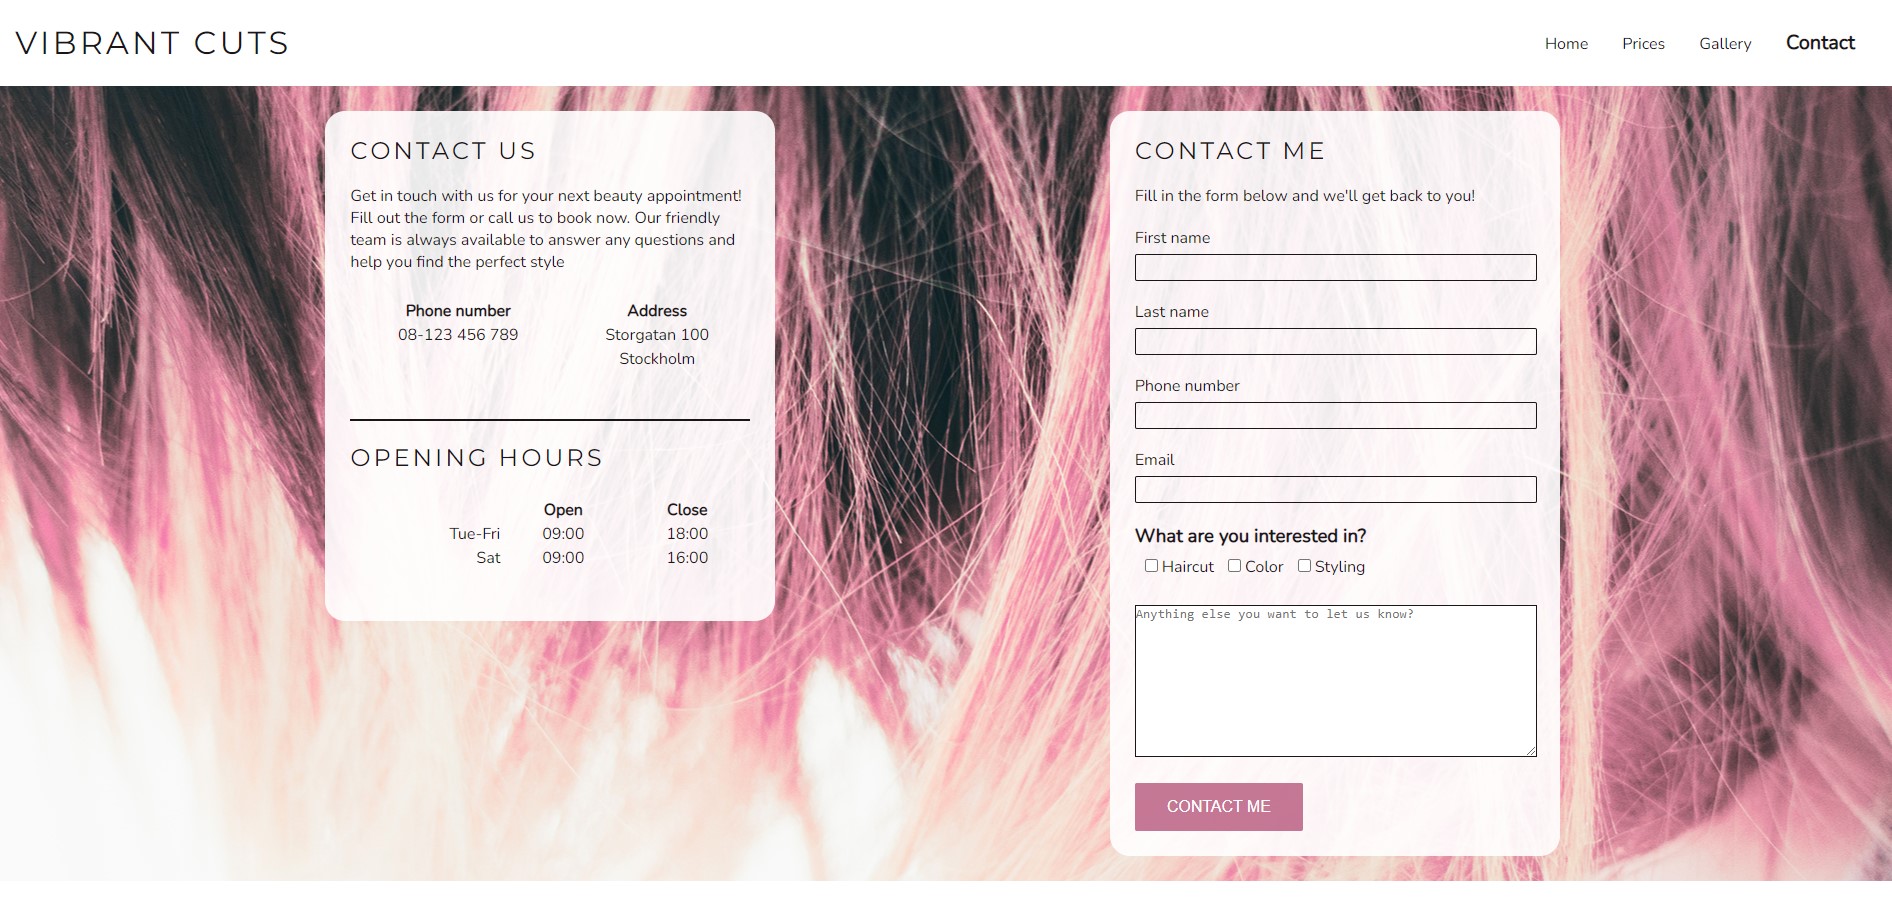 VIBRANT CUTS
Home Prices Gallery Contact
CONTACT US
Get in touch with us for your next beauty appointment!
Fill out the form or call us to book now. Our friendly
team is always available to answer any questions and
help you find the perfect style
Phone number Address
08-123 456 789 Storgatan 100
Stockholm
OPENING HOURS
Open Close
Tue-Fri 09:00 18:00
Sat 09:00 16:00
CONTACT ME
Fill in the form below and we'll get back to you!
First name
Last name
Phone number
Email
What are you interested in?
Haircut Color Styling
Anything else you want to let us know?
CONTACT ME